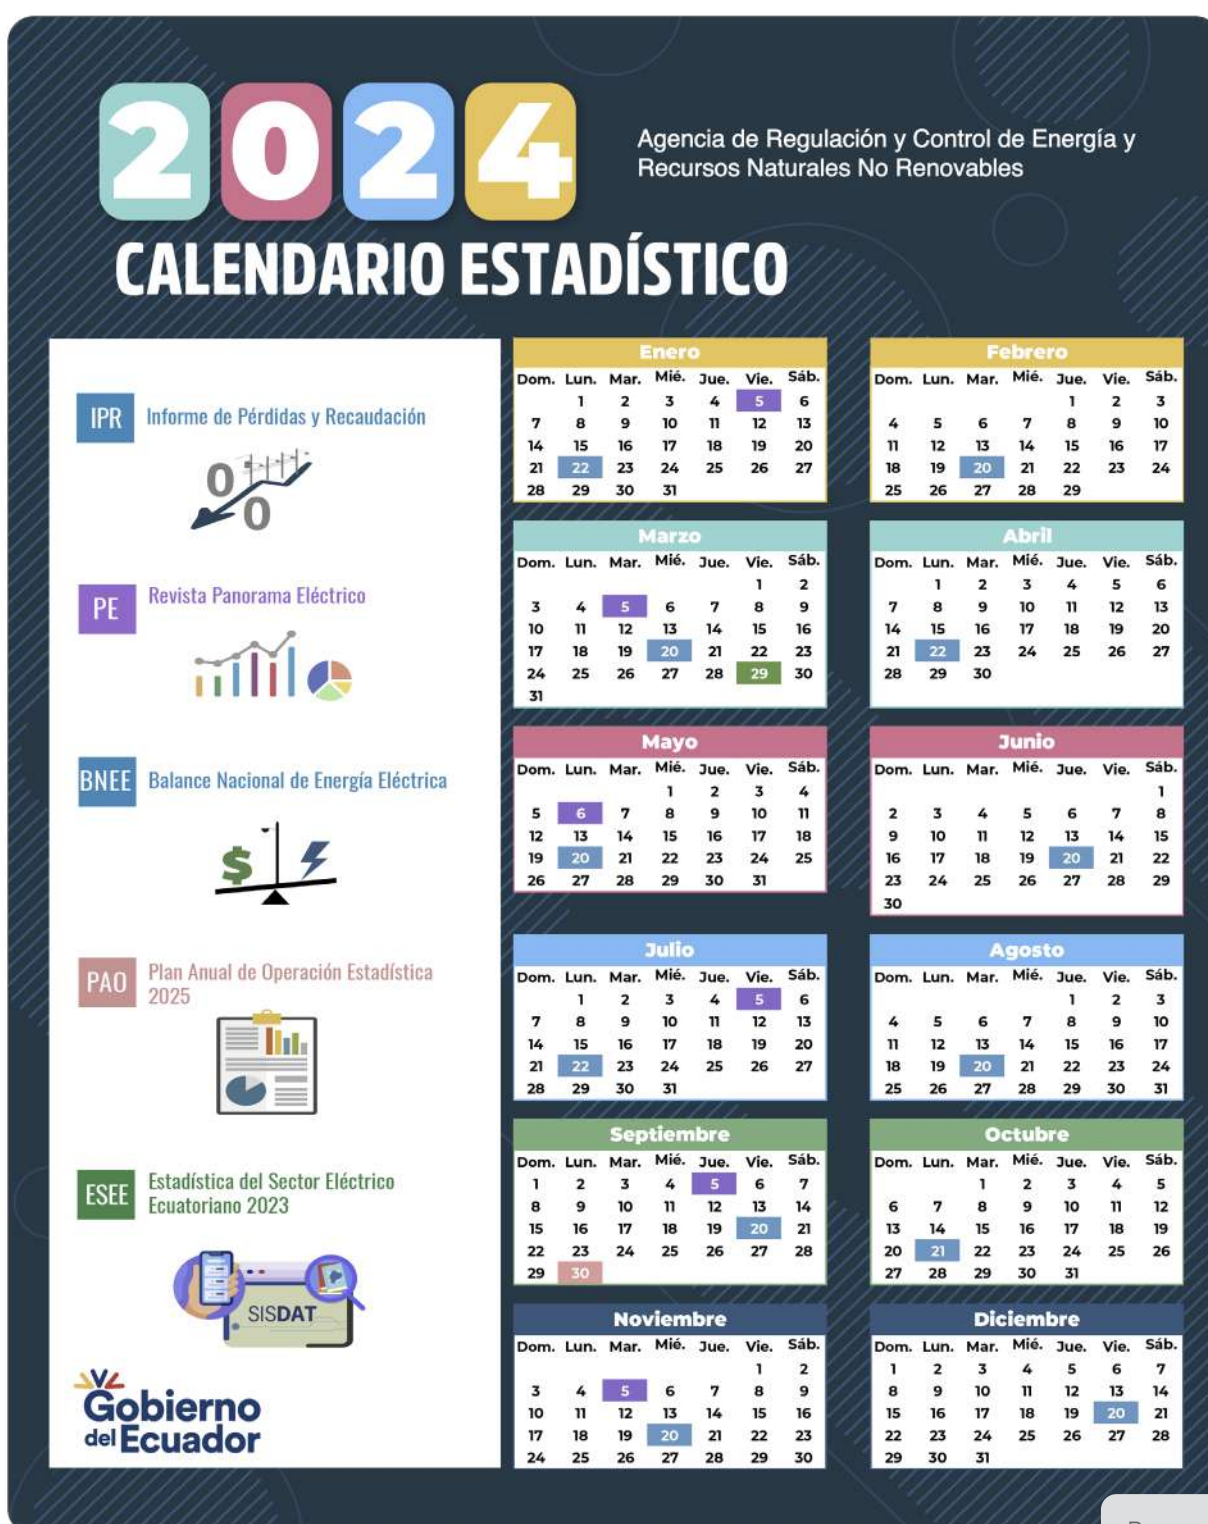 2024
Agencia de Regulación y Control de Energía y
Recursos Naturales No Renovables
CALENDARIO ESTADÍSTICO
IPR Informe de Pérdidas y Recaudación
00
PE Revista Panorama Eléctrico
BNEE Balance Nacional de Energía Eléctrica
$
PAO Plan Anual de Operación Estadística
2025
ESEE Estadística del Sector Eléctrico
Ecuatoriano 2023
SISDAT
Gobierno
del Ecuador
Enero
Dom. Lun. Mar. Mié. Jue. Vie. Sáb.
1 2 3 4 5 6
7 8 9 10 11 12 13
14 15 16 17 18 19 20
21 22 23 24 25 26 27
28 29 30 31
Febrero
Dom. Lun. Mar. Mié. Jue. Vie. Sáb.
1 2 3
4 5 6 7 8 9 10
11 12 13 14 15 16 17
18 19 20 21 22 23 24
25 26 27 28 29
Marzo
Dom. Lun. Mar. Mié. Jue. Vie. Sáb.
1 2
3 4 5 6 7 8 9
10 11 12 13 14 15 16
17 18 19 20 21 22 23
24 25 26 27 28 29 30
31
Abril
Dom. Lun. Mar. Mié. Jue. Vie. Sáb.
1 2 3 4 5 6
7 8 9 10 11 12 13
14 15 16 17 18 19 20
21 22 23 24 25 26 27
28 29 30
Mayo
Dom. Lun. Mar. Mié. Jue. Vie. Sáb.
1 2 3 4
5 6 7 8 9 10 11
12 13 14 15 16 17 18
19 20 21 22 23 24 25
26 27 28 29 30 31
Junio
Dom. Lun. Mar. Mié. Jue. Vie. Sáb.
1
2 3 4 5 6 7 8
9 10 11 12 13 14 15
16 17 18 19 20 21 22
23 24 25 26 27 28 29
30
Julio
Dom. Lun. Mar. Mié. Jue. Vie. Sáb.
1 2 3 4 5 6
7 8 9 10 11 12 13
14 15 16 17 18 19 20
21 22 23 24 25 26 27
28 29 30 31
Agosto
Dom. Lun. Mar. Mié. Jue. Vie. Sáb.
1 2 3
4 5 6 7 8 9 10
11 12 13 14 15 16 17
18 19 20 21 22 23 24
25 26 27 28 29 30 31
Septiembre
Dom. Lun. Mar. Mié. Jue. Vie. Sáb.
1 2 3 4 5 6 7
8 9 10 11 12 13 14
15 16 17 18 19 20 21
22 23 24 25 26 27 28
29 30
Octubre
Dom. Lun. Mar. Mié. Jue. Vie. Sáb.
1 2 3 4 5
6 7 8 9 10 11 12
13 14 15 16 17 18 19
20 21 22 23 24 25 26
27 28 29 30 31
Noviembre
Dom. Lun. Mar. Mié. Jue. Vie. Sáb.
1 2
3 4 5 6 7 8 9
10 11 12 13 14 15 16
17 18 19 20 21 22 23
24 25 26 27 28 29 30
Diciembre
Dom. Lun. Mar. Mié. Jue. Vie. Sáb.
1 2 3 4 5 6 7
8 9 10 11 12 13 14
15 16 17 18 19 20 21
22 23 24 25 26 27 28
29 30 31